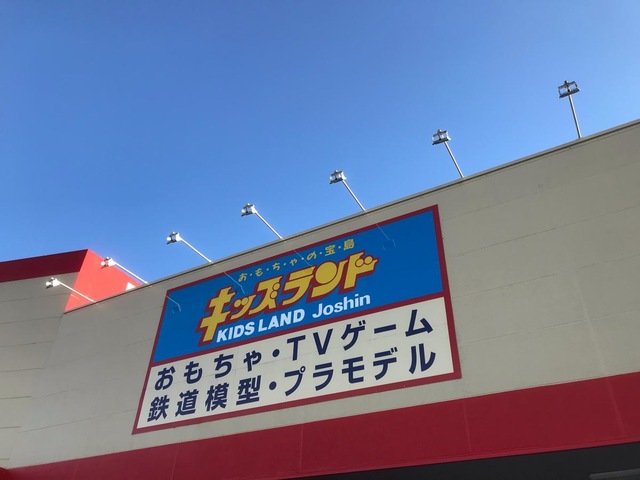 お・も・ちゃ・の・宝・島
キッズランド
KIDS LAND Joshin
おもちゃ・TVゲーム
鉄道模型・プラモデル